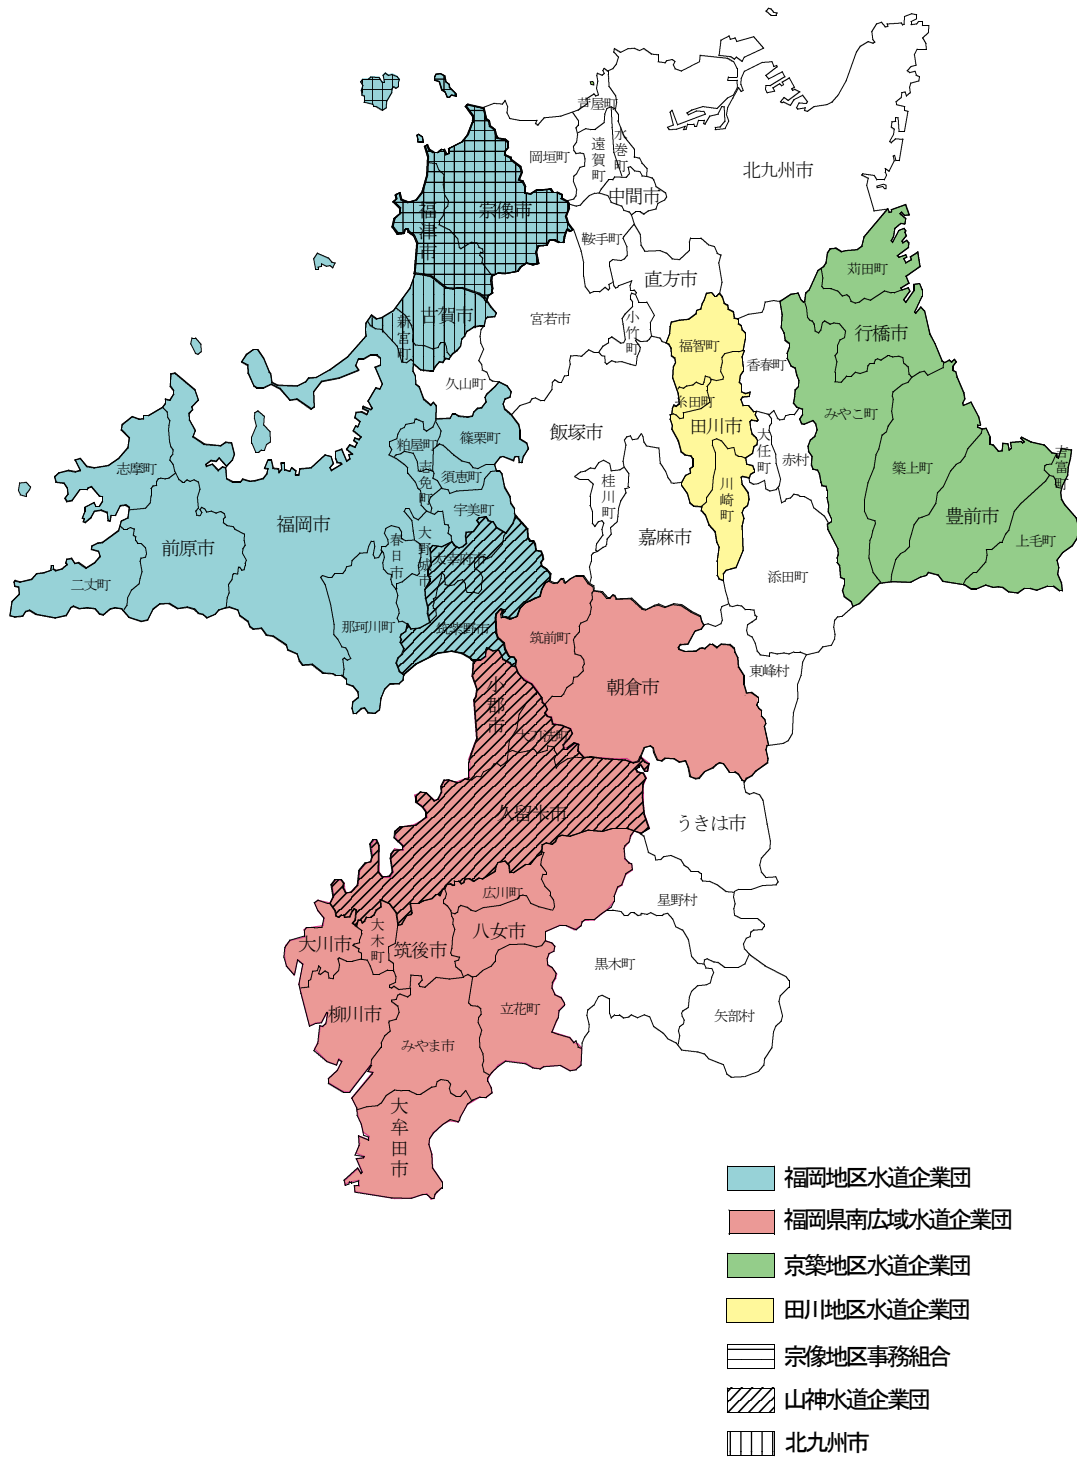 芦屋町
水巻町
遠賀町
岡垣町
北九州市
中間市
宗像市
福津市
鞍手町
苅田町
直方市
古賀市
新宮町
宮若市
小竹町
行橋市
福智町
香春町
久山町
糸田町
みやこ町
田川市
飯塚市
篠栗町
粕屋町
大任町
赤村
吉富町
志摩町
志免町
須恵町
築上町
桂川町
川崎町
宇美町
豊前市
福岡市
前原市
大野城市
春日市
嘉麻市
上毛町
太宰府市
二丈町
添田町
那珂川町
筑紫野市
筑前町
東峰村
朝倉市
小郡市
大刀洗町
久留米市
うきは市
広川町
星野村
大木町
八女市
大川市
筑後市
黒木町
立花町
柳川市
矢部村
みやま市
大牟田市
福岡地区水道企業団
福岡県南広域水道企業団
京築地区水道企業団
田川地区水道企業団
宗像地区事務組合
山神水道企業団
北九州市